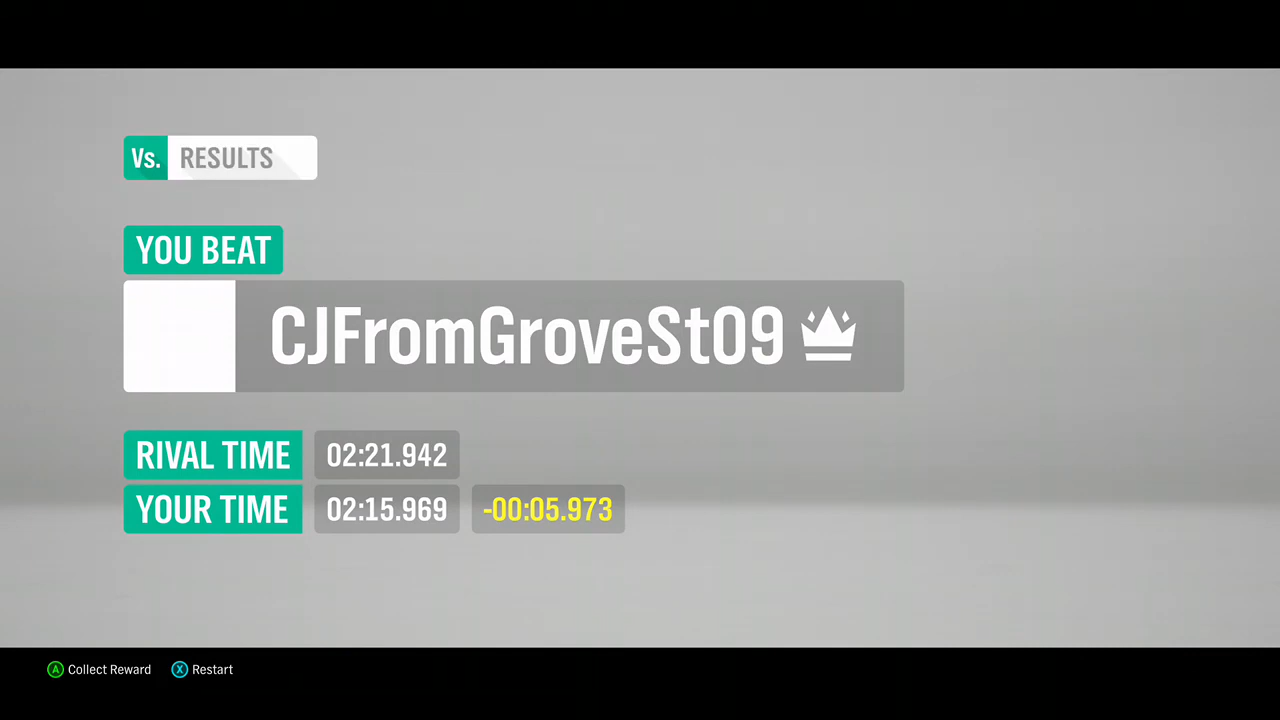 Vs. RESULTS
YOU BEAT
CJFromGroveSt09
RIVAL TIME 02:21.942
YOUR TIME 02:15.969 -00:05.973
A Collect Reward X Restart